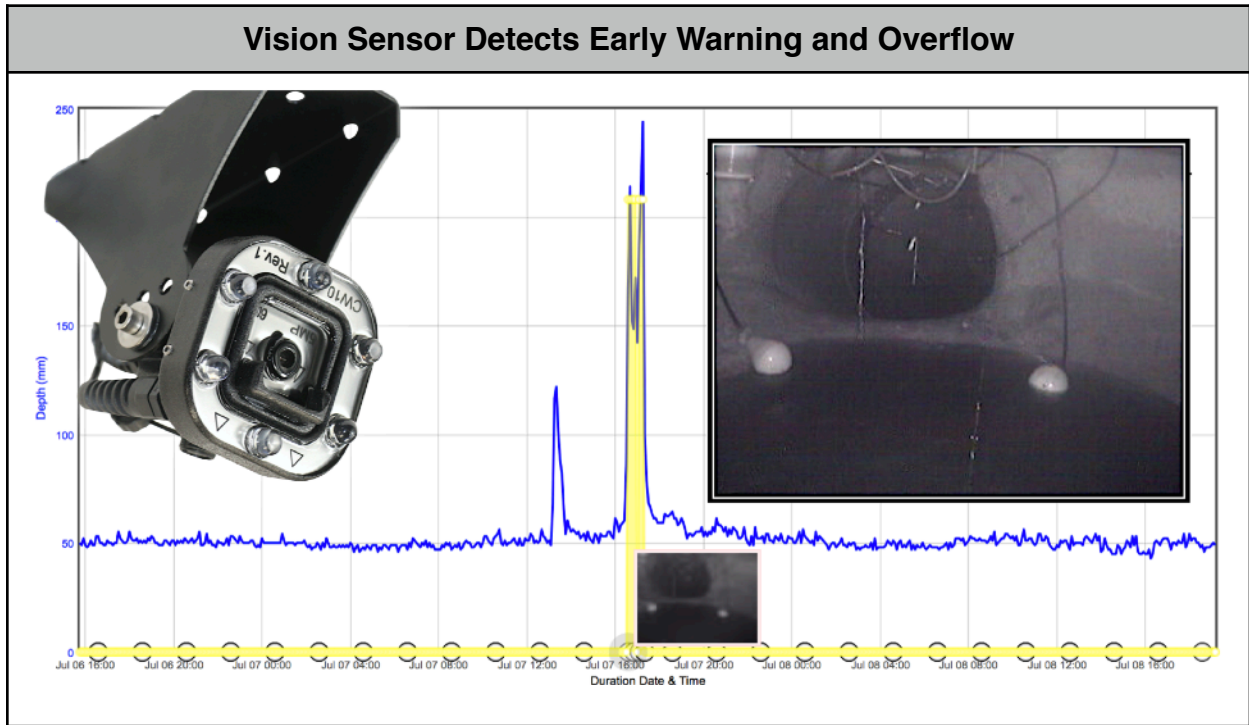 Vision Sensor Detects Early Warning and Overflow
250
150
100
50
0
Depth (mm)
Rev.1
CW10
MP
Jul 06 16:00 Jul 06 20:00 Jul 07 00:00 Jul 07 04:00 Jul 07 08:00 Jul 07 12:00 Jul 07 16:00 Jul 07 20:00 Jul 08 00:00 Jul 08 04:00 Jul 08 08:00 Jul 08 12:00 Jul 08 16:00
Duration Date & Time